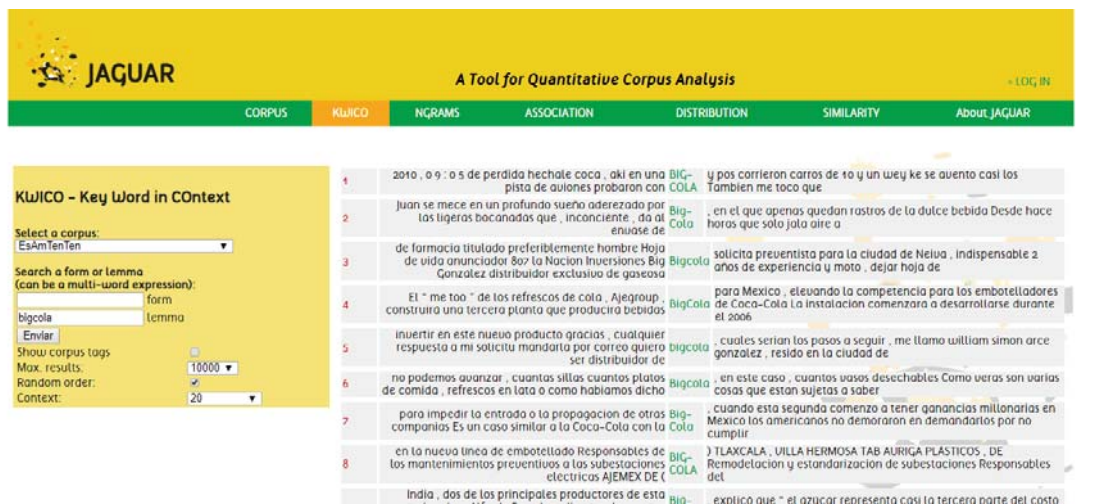 JAGUAR
A Tool for Quantitative Corpus Analysis
LOG IN
CORPUS KWICO NGRAMS ASSOCIATION DISTRIBUTION SIMILARITY About JAGUAR
KWICO - Key Word in COntext
Select a corpus:
EsAmTenTen
Search a form or lemma
(can be a multi-word expression):
form
bigcola lemma
Enviar
Show corpus tags
Max. results. 10000
Random order:
Context: 20
1
2010 , 0 9 : 0 5 de perdida hechale coca , aki en una
pista de aviones probaron con
BIG-
COLA
y pos corrieron carros de 10 y un wey ke se avento casi los
Tambien me toco que
2
Juan se mece en un profundo sueño aderezado por
las ligeras bocanadas que , inconciente , da al
envase de
Big-
Cola
, en el que apenas quedan rastros de la dulce bebida Desde hace
horas que solo jala aire a
3
de farmacia titulado preferiblemente hombre Hoja
de vida anunciador 807 la Nacion Inversiones Big
Gonzalez distribuidor exclusivo de gaseosa
Bigcola
solicita preventista para la ciudad de Neiva , indispensable 2
años de experiencia y moto , dejar hoja de
4
El " me too " de los refrescos de cola , Ajegroup ,
construira una tercera planta que producirá bebidas
BigCola
para Mexico , elevando la competencia para los embotelladores
de Coca-Cola La instalacion comenzara a desarrollarse durante
el 2006
5
invertir en este nuevo producto gracias , cualquier
respuesta a mi solicitu mandarla por correo quiero
ser distribuidor de
bigcola
, cuales serian los pasos a seguir , me llamo william simon arce
gonzalez , resido en la ciudad de
6
no podemos avanzar , cuantas sillas cuantos platos
de comida , refrescos en lata o como habiamos dicho
Bigcola
, en este caso , cuantos vasos desechables Como veras son varias
cosas que estan sujetas a saber
7
para impedir la entrada o la propagacion de otras
companias Es un caso similar a la Coca-Cola con la
Big-
Cola
, cuando esta segunda comenzo a tener ganancias millonarias en
Mexico los americanos no demoraron en demandarlos por no
cumplir
8
en la nueva linea de embotellado Responsables de
los mantenimientos preventivos a las subestaciones
electricas AJEMEX DE (
BIG-
COLA
) TLAXCALA , VILLA HERMOSA TAB AURIGA PLASTICOS , DE
Remodelacion y estandarización de subestaciones Responsables
del
India , dos de los principales productores de esta
Big-
explicó que " el azúcar representa casi la tercera parte del costo